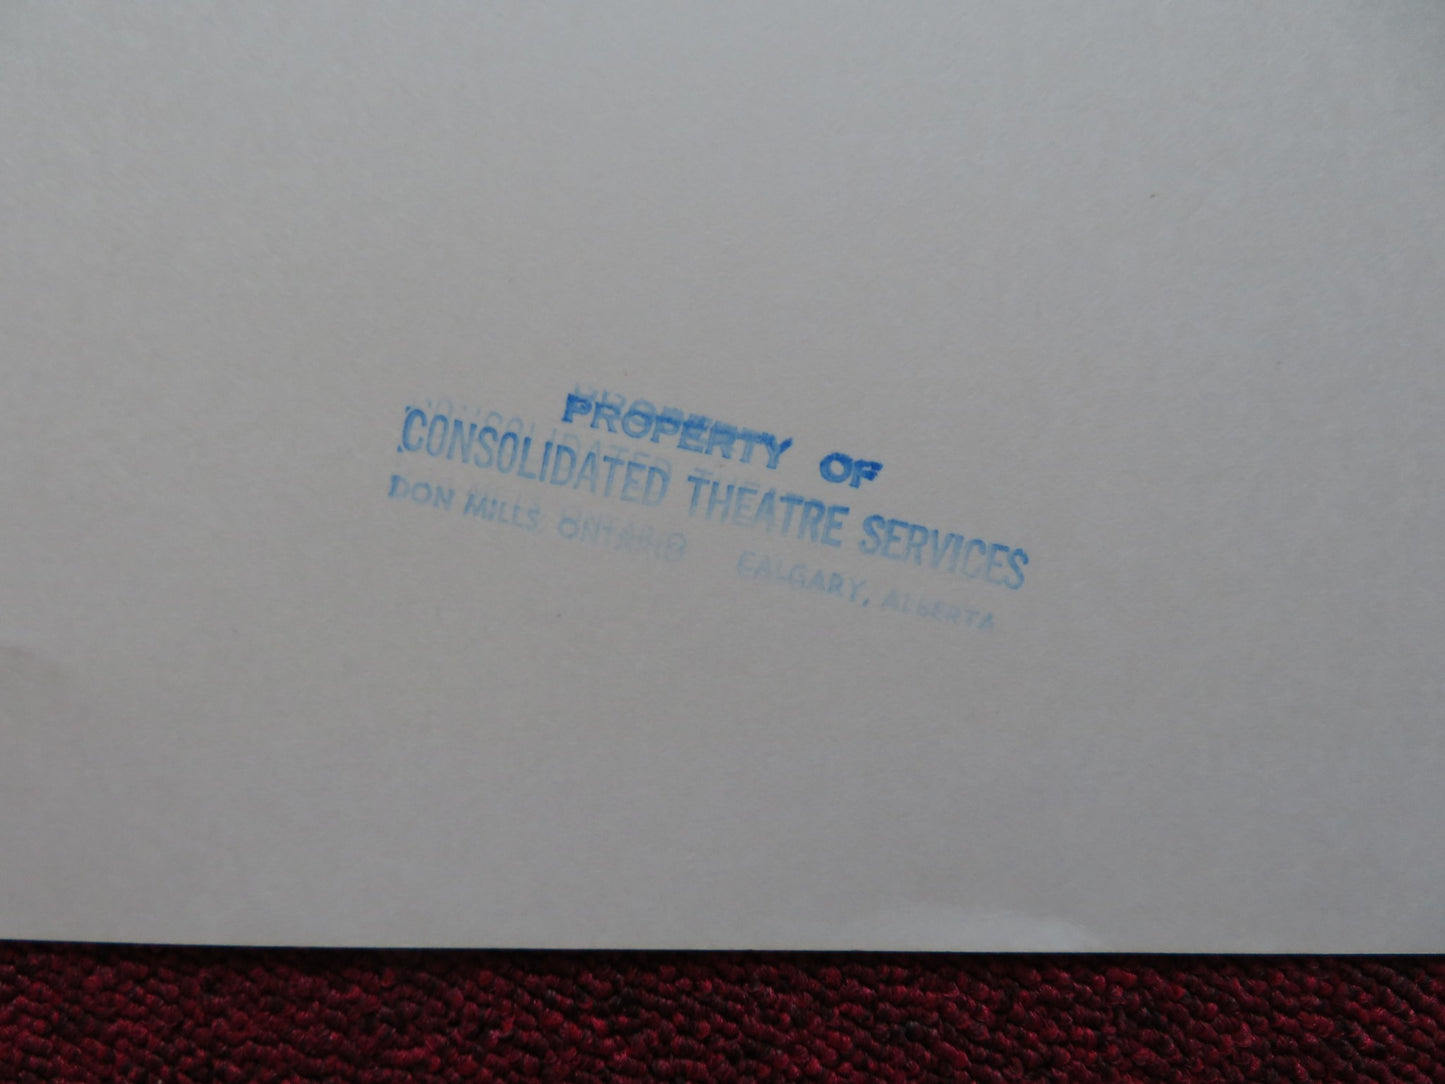 PROPERTY OF
CONSOLIDATED THEATRE SERVICES
DON MILLS, ONTARIO CALGARY, ALBERTA